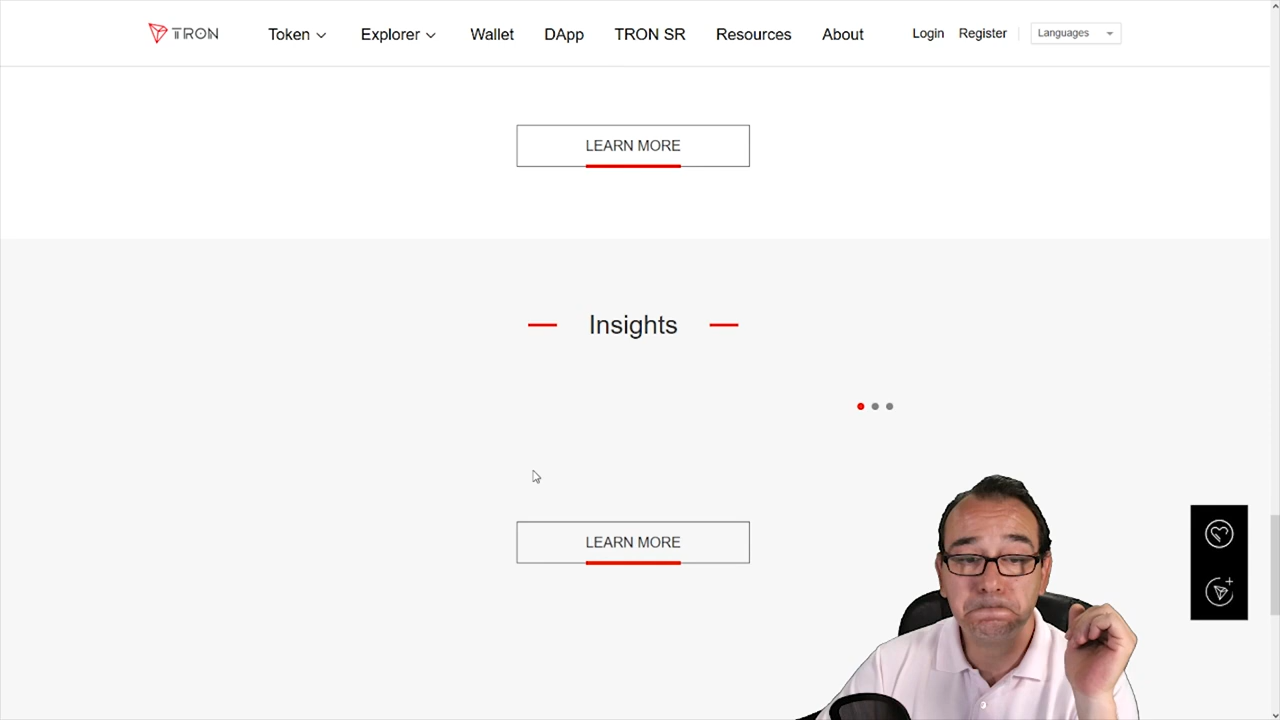 TRON Token Explorer Wallet DApp TRON SR Resources About Login Register Languages
LEARN MORE
Insights
LEARN MORE